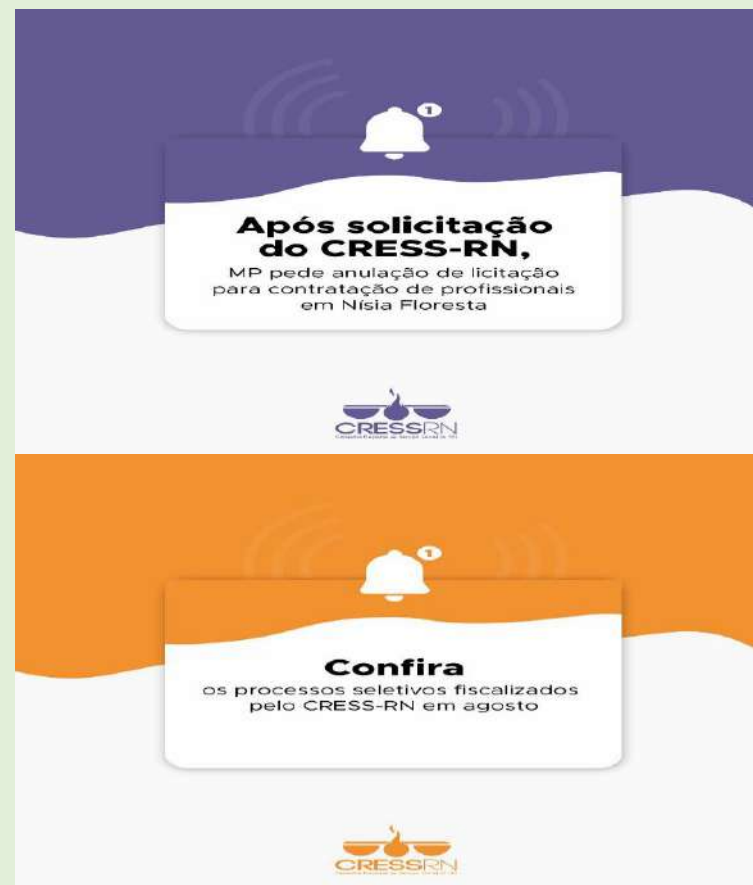 1
Após solicitação
do CRESS-RN,
MP pede anulação de licitação
para contratação de profissionais
em Nísia Floresta
CRESSRN
1
Confira
os processos seletivos fiscalizados
pelo CRESS-RN em agosto
CRESSRN